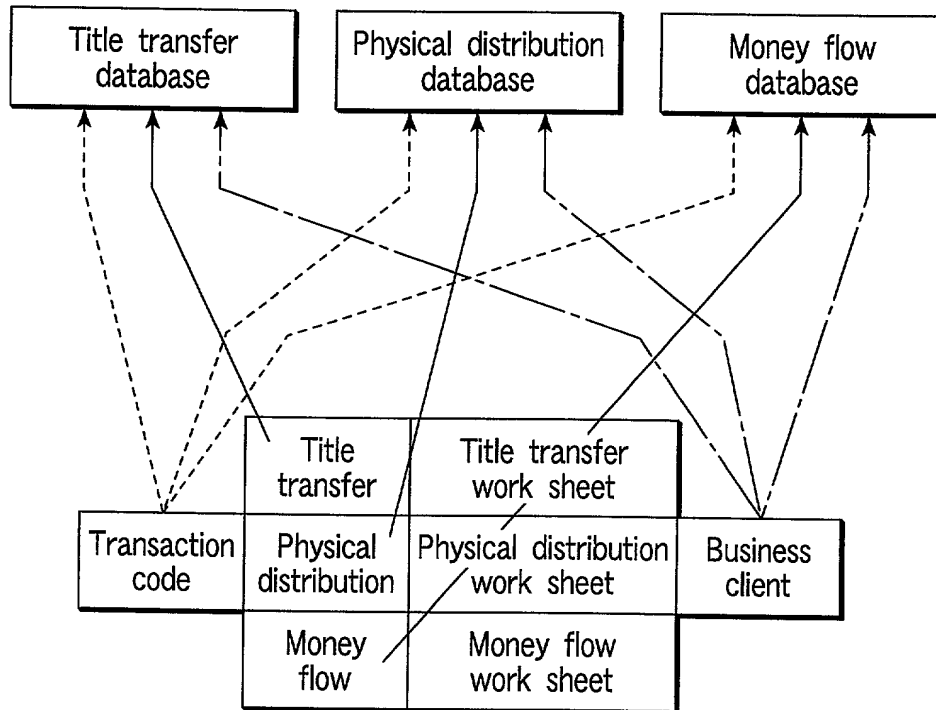 Title transfer
database
Physical distribution
database
Money flow
database
Title
transfer
Title transfer
work sheet
Transaction
code
Physical
distribution
Physical distribution
work sheet
Business
client
Money
flow
Money flow
work sheet